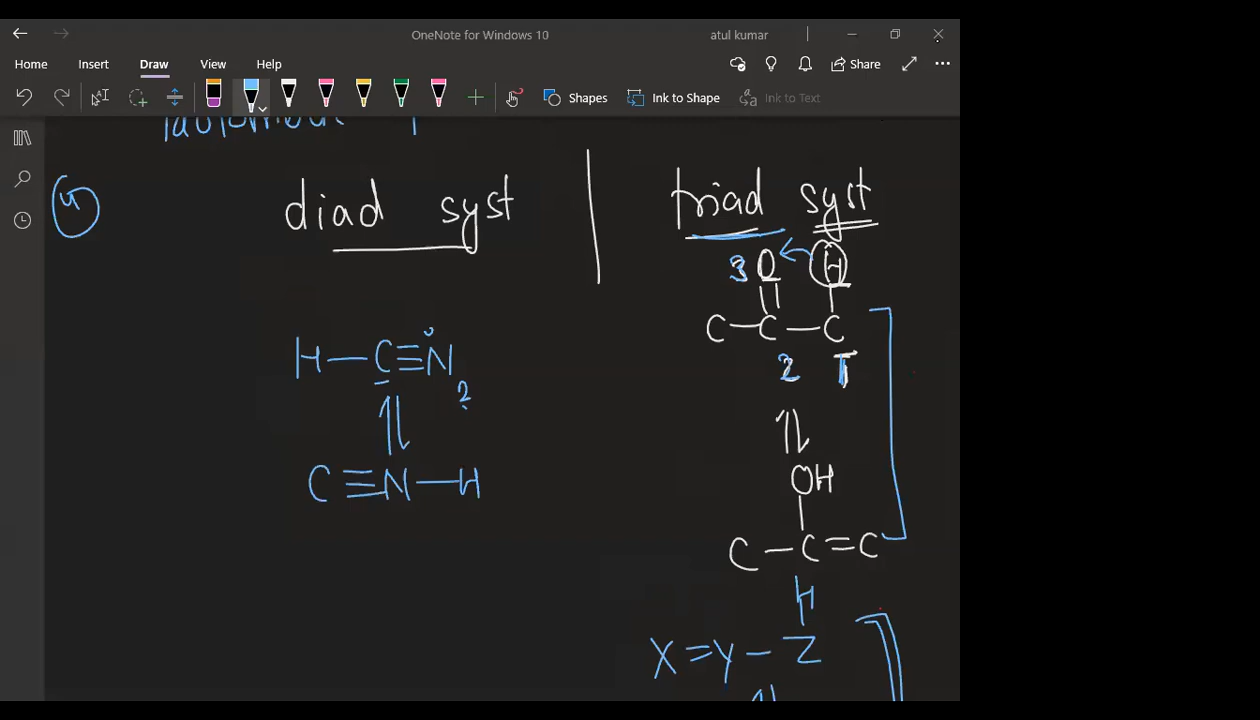 OneNote for Windows 10
atul kumar
Home Insert Draw View Help
Share
Shapes Ink to Shape Ink to Text
diad syst
triad syst
3 O H
C—C—C
2 1
H—C≡N
2
C≡N—H
OH
C—C=C
H
X=Y—Z